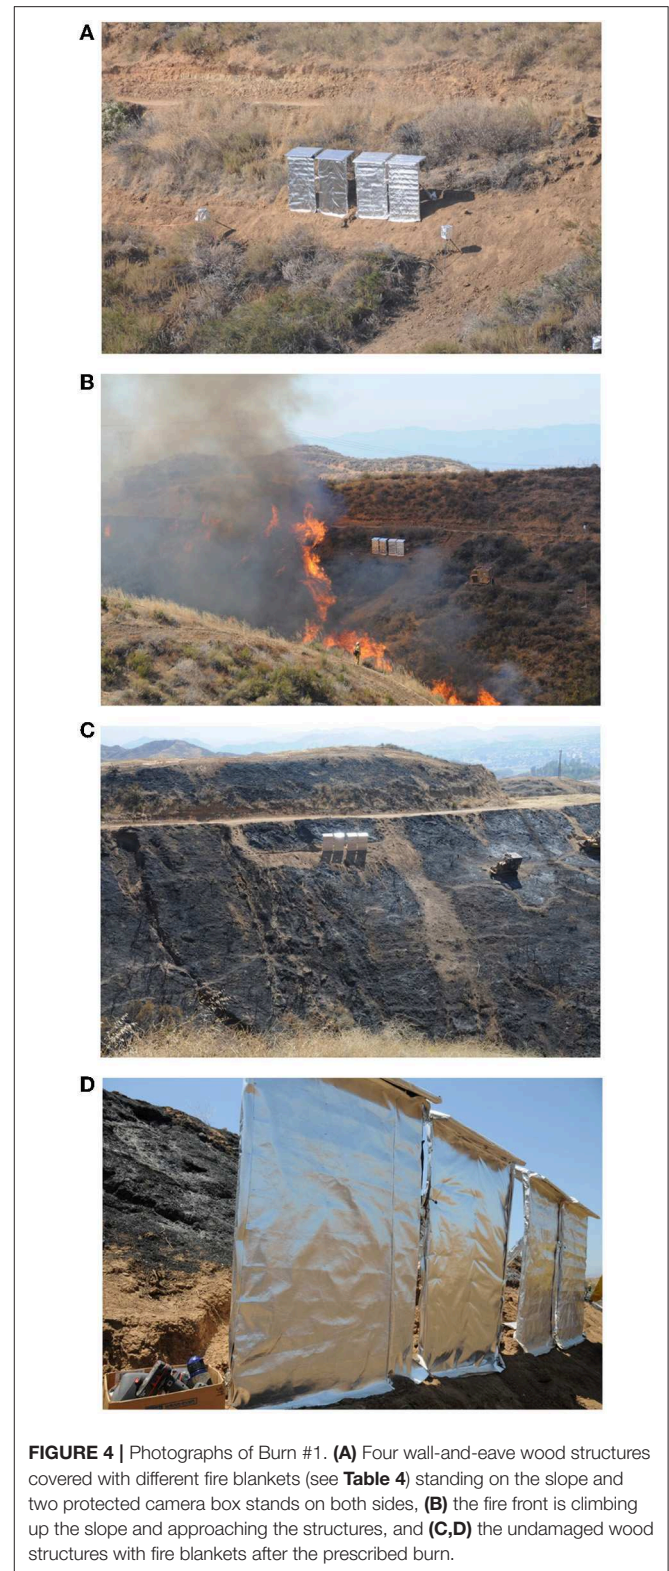 A
B
C
D
FIGURE 4 | Photographs of Burn #1. (A) Four wall-and-eave wood structures
covered with different fire blankets (see Table 4) standing on the slope and
two protected camera box stands on both sides, (B) the fire front is climbing
up the slope and approaching the structures, and (C,D) the undamaged wood
structures with fire blankets after the prescribed burn.